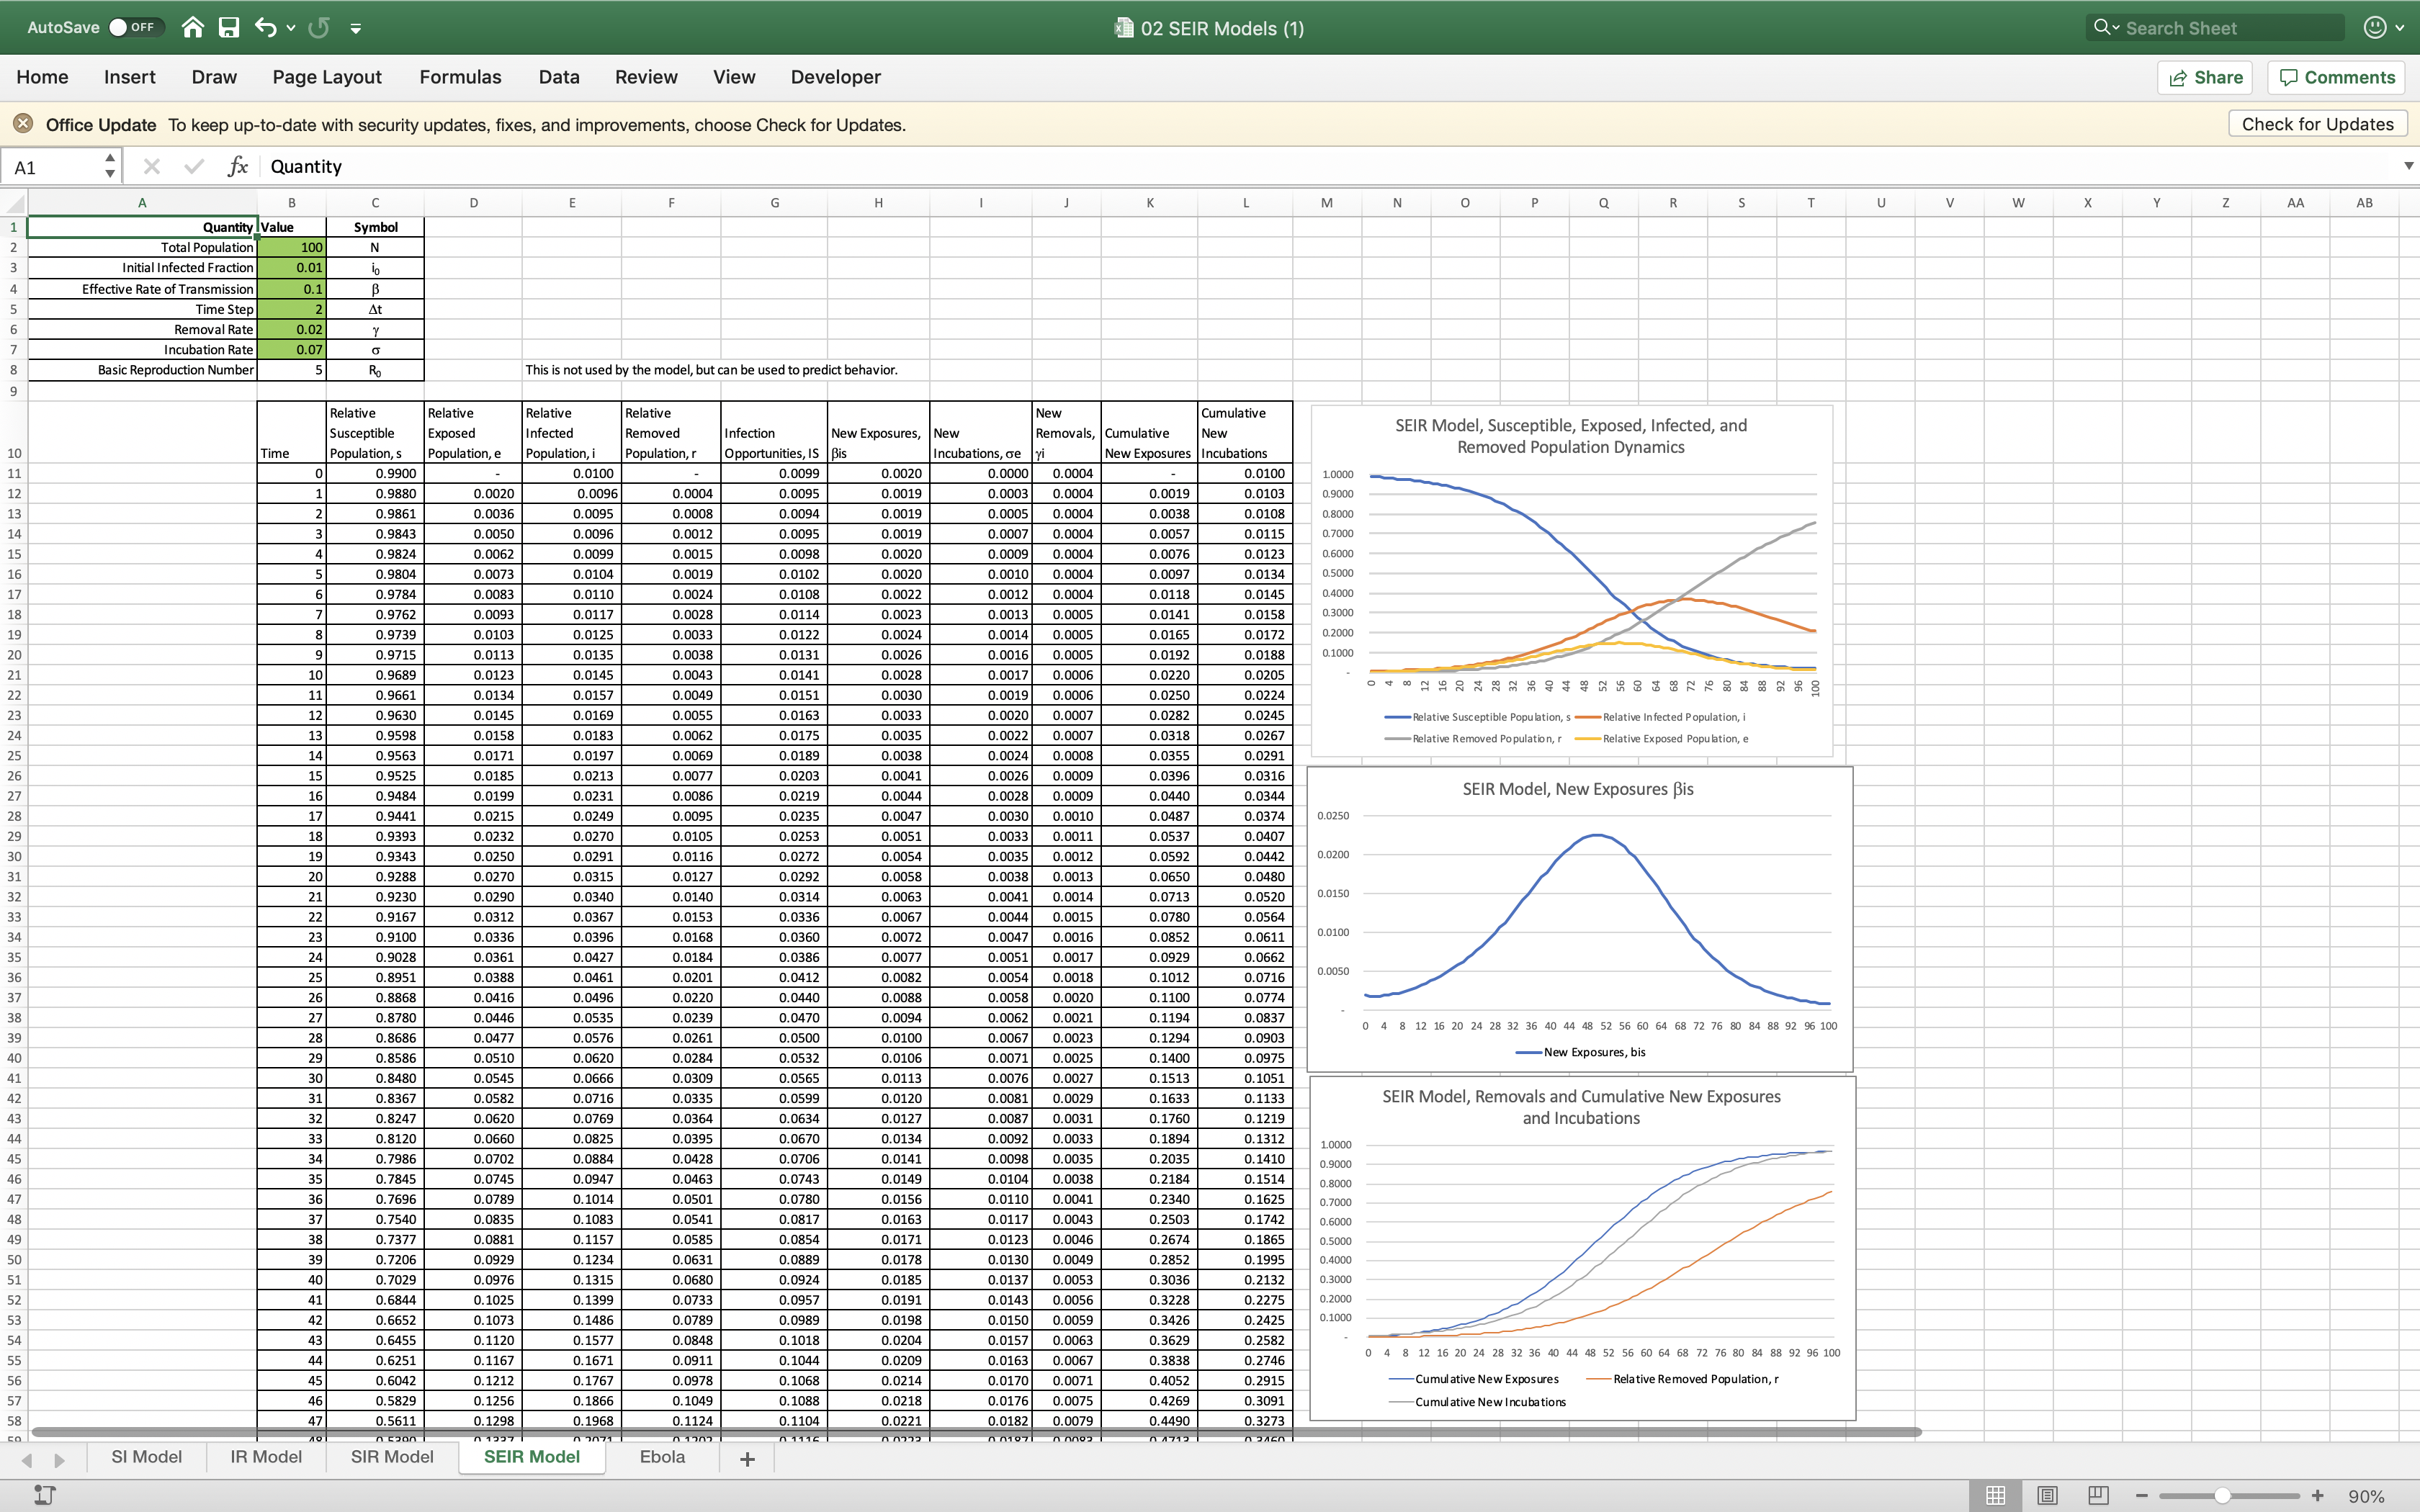 AutoSave OFF 02 SEIR Models (1) Search Sheet
Home Insert Draw Page Layout Formulas Data Review View Developer Share Comments
Office Update To keep up-to-date with security updates, fixes, and improvements, choose Check for Updates. Check for Updates
A1 fx Quantity
A B C D E F G H I J K L M N O P Q R S T U V W X Y Z AA AB
1 Quantity Value Symbol
2 Total Population 100 N
3 Initial Infected Fraction 0.01 i₀
4 Effective Rate of Transmission 0.1 β
5 Time Step 2 Δt
6 Removal Rate 0.02 γ
7 Incubation Rate 0.07 σ
8 Basic Reproduction Number 5 R₀ This is not used by the model, but can be used to predict behavior.
9
10 Time Relative Susceptible Population, s Relative Exposed Population, e Relative Infected Population, i Relative Removed Population, r Infection Opportunities, IS New Exposures, βis New Incubations, σe New Removals, γi Cumulative New Exposures Cumulative New Incubations
11 0 0.9900 - 0.0100 - 0.0099 0.0020 0.0000 0.0004 - 0.0100
12 1 0.9880 0.0020 0.0096 0.0004 0.0095 0.0019 0.0003 0.0004 0.0019 0.0103
13 2 0.9861 0.0036 0.0095 0.0008 0.0094 0.0019 0.0005 0.0004 0.0038 0.0108
14 3 0.9843 0.0050 0.0096 0.0012 0.0095 0.0019 0.0007 0.0004 0.0057 0.0115
15 4 0.9824 0.0062 0.0099 0.0015 0.0098 0.0020 0.0009 0.0004 0.0076 0.0123
16 5 0.9804 0.0073 0.0104 0.0019 0.0102 0.0020 0.0010 0.0004 0.0097 0.0134
17 6 0.9784 0.0083 0.0110 0.0024 0.0108 0.0022 0.0012 0.0004 0.0118 0.0145
18 7 0.9762 0.0093 0.0117 0.0028 0.0114 0.0023 0.0013 0.0005 0.0141 0.0158
19 8 0.9739 0.0103 0.0125 0.0033 0.0122 0.0024 0.0014 0.0005 0.0165 0.0172
20 9 0.9715 0.0113 0.0135 0.0038 0.0131 0.0026 0.0016 0.0005 0.0192 0.0188
21 10 0.9689 0.0123 0.0145 0.0043 0.0141 0.0028 0.0017 0.0006 0.0220 0.0205
22 11 0.9661 0.0134 0.0157 0.0049 0.0151 0.0030 0.0019 0.0006 0.0250 0.0224
23 12 0.9630 0.0145 0.0169 0.0055 0.0163 0.0033 0.0020 0.0007 0.0282 0.0245
24 13 0.9598 0.0158 0.0183 0.0062 0.0175 0.0035 0.0022 0.0007 0.0318 0.0267
25 14 0.9563 0.0171 0.0197 0.0069 0.0189 0.0038 0.0024 0.0008 0.0355 0.0291
26 15 0.9525 0.0185 0.0213 0.0077 0.0203 0.0041 0.0026 0.0009 0.0396 0.0316
27 16 0.9484 0.0199 0.0231 0.0086 0.0219 0.0044 0.0028 0.0009 0.0440 0.0344
28 17 0.9441 0.0215 0.0249 0.0095 0.0235 0.0047 0.0030 0.0010 0.0487 0.0374
29 18 0.9393 0.0232 0.0270 0.0105 0.0253 0.0051 0.0033 0.0011 0.0537 0.0407
30 19 0.9343 0.0250 0.0291 0.0116 0.0272 0.0054 0.0035 0.0012 0.0592 0.0442
31 20 0.9288 0.0270 0.0315 0.0127 0.0292 0.0058 0.0038 0.0013 0.0650 0.0480
32 21 0.9230 0.0290 0.0340 0.0140 0.0314 0.0063 0.0041 0.0014 0.0713 0.0520
33 22 0.9167 0.0312 0.0367 0.0153 0.0336 0.0067 0.0044 0.0015 0.0780 0.0564
34 23 0.9100 0.0336 0.0396 0.0168 0.0360 0.0072 0.0047 0.0016 0.0852 0.0611
35 24 0.9028 0.0361 0.0427 0.0184 0.0386 0.0077 0.0051 0.0017 0.0929 0.0662
36 25 0.8951 0.0388 0.0461 0.0201 0.0412 0.0082 0.0054 0.0018 0.1012 0.0716
37 26 0.8868 0.0416 0.0496 0.0220 0.0440 0.0088 0.0058 0.0020 0.1100 0.0774
38 27 0.8780 0.0446 0.0535 0.0239 0.0470 0.0094 0.0062 0.0021 0.1194 0.0837
39 28 0.8686 0.0477 0.0576 0.0261 0.0500 0.0100 0.0067 0.0023 0.1294 0.0903
40 29 0.8586 0.0510 0.0620 0.0284 0.0532 0.0106 0.0071 0.0025 0.1400 0.0975
41 30 0.8480 0.0545 0.0666 0.0309 0.0565 0.0113 0.0076 0.0027 0.1513 0.1051
42 31 0.8367 0.0582 0.0716 0.0335 0.0599 0.0120 0.0081 0.0029 0.1633 0.1133
43 32 0.8247 0.0620 0.0769 0.0364 0.0634 0.0127 0.0087 0.0031 0.1760 0.1219
44 33 0.8120 0.0660 0.0825 0.0395 0.0670 0.0134 0.0092 0.0033 0.1894 0.1312
45 34 0.7986 0.0702 0.0884 0.0428 0.0706 0.0141 0.0098 0.0035 0.2035 0.1410
46 35 0.7845 0.0745 0.0947 0.0463 0.0743 0.0149 0.0104 0.0038 0.2184 0.1514
47 36 0.7696 0.0789 0.1014 0.0501 0.0780 0.0156 0.0110 0.0041 0.2340 0.1625
48 37 0.7540 0.0835 0.1083 0.0541 0.0817 0.0163 0.0117 0.0043 0.2503 0.1742
49 38 0.7377 0.0881 0.1157 0.0585 0.0854 0.0171 0.0123 0.0046 0.2674 0.1865
50 39 0.7206 0.0929 0.1234 0.0631 0.0889 0.0178 0.0130 0.0049 0.2852 0.1995
51 40 0.7029 0.0976 0.1315 0.0680 0.0924 0.0185 0.0137 0.0053 0.3036 0.2132
52 41 0.6844 0.1025 0.1399 0.0733 0.0957 0.0191 0.0143 0.0056 0.3228 0.2275
53 42 0.6652 0.1073 0.1486 0.0789 0.0989 0.0198 0.0150 0.0059 0.3426 0.2425
54 43 0.6455 0.1120 0.1577 0.0848 0.1018 0.0204 0.0157 0.0063 0.3629 0.2582
55 44 0.6251 0.1167 0.1671 0.0911 0.1044 0.0209 0.0163 0.0067 0.3838 0.2746
56 45 0.6042 0.1212 0.1767 0.0978 0.1068 0.0214 0.0170 0.0071 0.4052 0.2915
57 46 0.5829 0.1256 0.1866 0.1049 0.1088 0.0218 0.0176 0.0075 0.4269 0.3091
58 47 0.5611 0.1298 0.1968 0.1124 0.1104 0.0221 0.0182 0.0079 0.4490 0.3273
SEIR Model, Susceptible, Exposed, Infected, and
Removed Population Dynamics
1.0000
0.9000
0.8000
0.7000
0.6000
0.5000
0.4000
0.3000
0.2000
0.1000
-
0 4 8 12 16 20 24 28 32 36 40 44 48 52 56 60 64 68 72 76 80 84 88 92 96 100
Relative Susceptible Population, s Relative Infected Population, i
Relative Removed Population, r Relative Exposed Population, e
SEIR Model, New Exposures βis
0.0250
0.0200
0.0150
0.0100
0.0050
-
0 4 8 12 16 20 24 28 32 36 40 44 48 52 56 60 64 68 72 76 80 84 88 92 96 100
New Exposures, bis
SEIR Model, Removals and Cumulative New Exposures
and Incubations
1.0000
0.9000
0.8000
0.7000
0.6000
0.5000
0.4000
0.3000
0.2000
0.1000
-
0 4 8 12 16 20 24 28 32 36 40 44 48 52 56 60 64 68 72 76 80 84 88 92 96 100
Cumulative New Exposures Relative Removed Population, r
Cumulative New Incubations
SI Model IR Model SIR Model SEIR Model Ebola +
90%